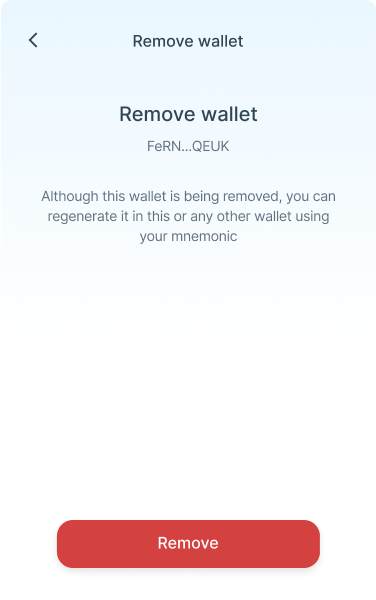 Remove wallet
Remove wallet
FeRN...QEUK
Although this wallet is being removed, you can
regenerate it in this or any other wallet using
your mnemonic
Remove